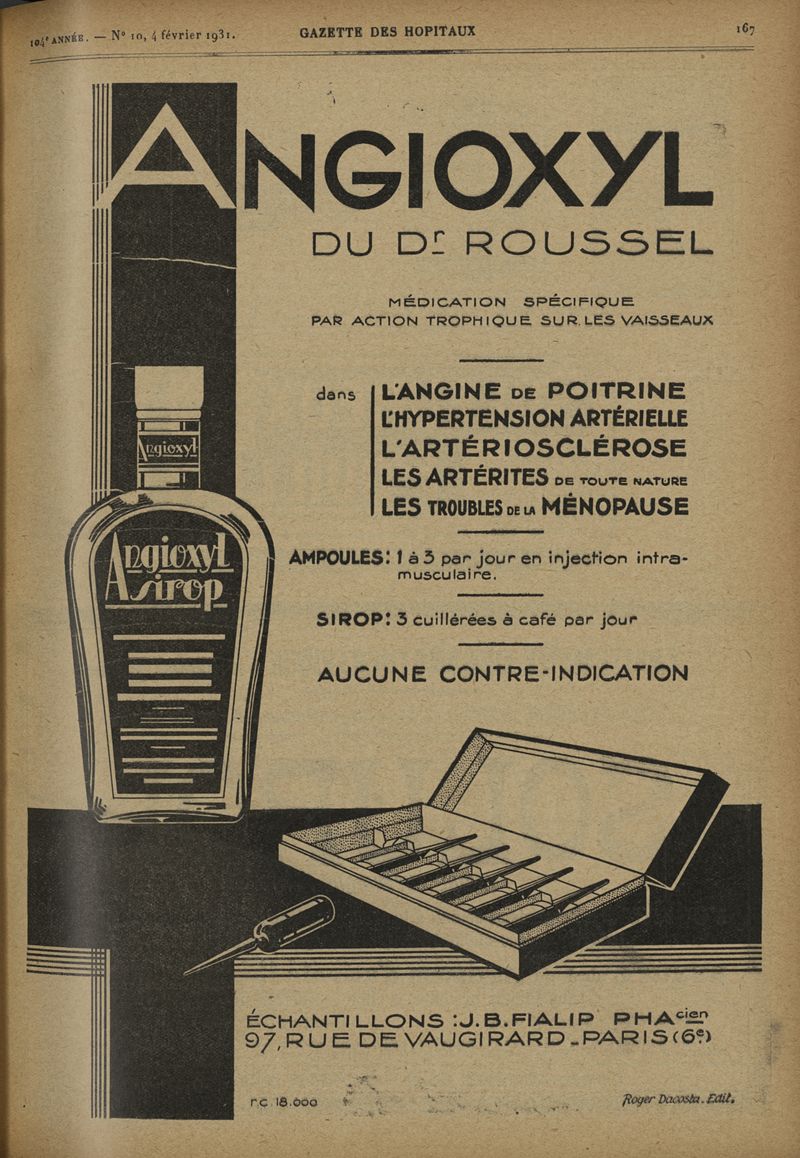 104e ANNÉE. — No 10, 4 février 1931.
GAZETTE DES HOPITAUX
167
ANGIOXYL
DU Dr ROUSSEL
MÉDICATION SPÉCIFIQUE
PAR ACTION TROPHIQUE SUR LES VAISSEAUX
dans
L'ANGINE DE POITRINE
L'HYPERTENSION ARTÉRIELLE
L'ARTÉRIOSCLÉROSE
LES ARTÉRITES DE TOUTE NATURE
LES TROUBLES DE LA MÉNOPAUSE
Angioxyl
Angioxyl
sirop
AMPOULES: 1 à 3 par jour en injection intra-
musculaire.
SIROP: 3 cuillérées à café par jour
AUCUNE CONTRE-INDICATION
ÉCHANTILLONS : J.B. FIALIP PHAcien
97, RUE DE VAUGIRARD _ PARIS (6e)
r.c 18.000
Roger Dacosta. Edit.